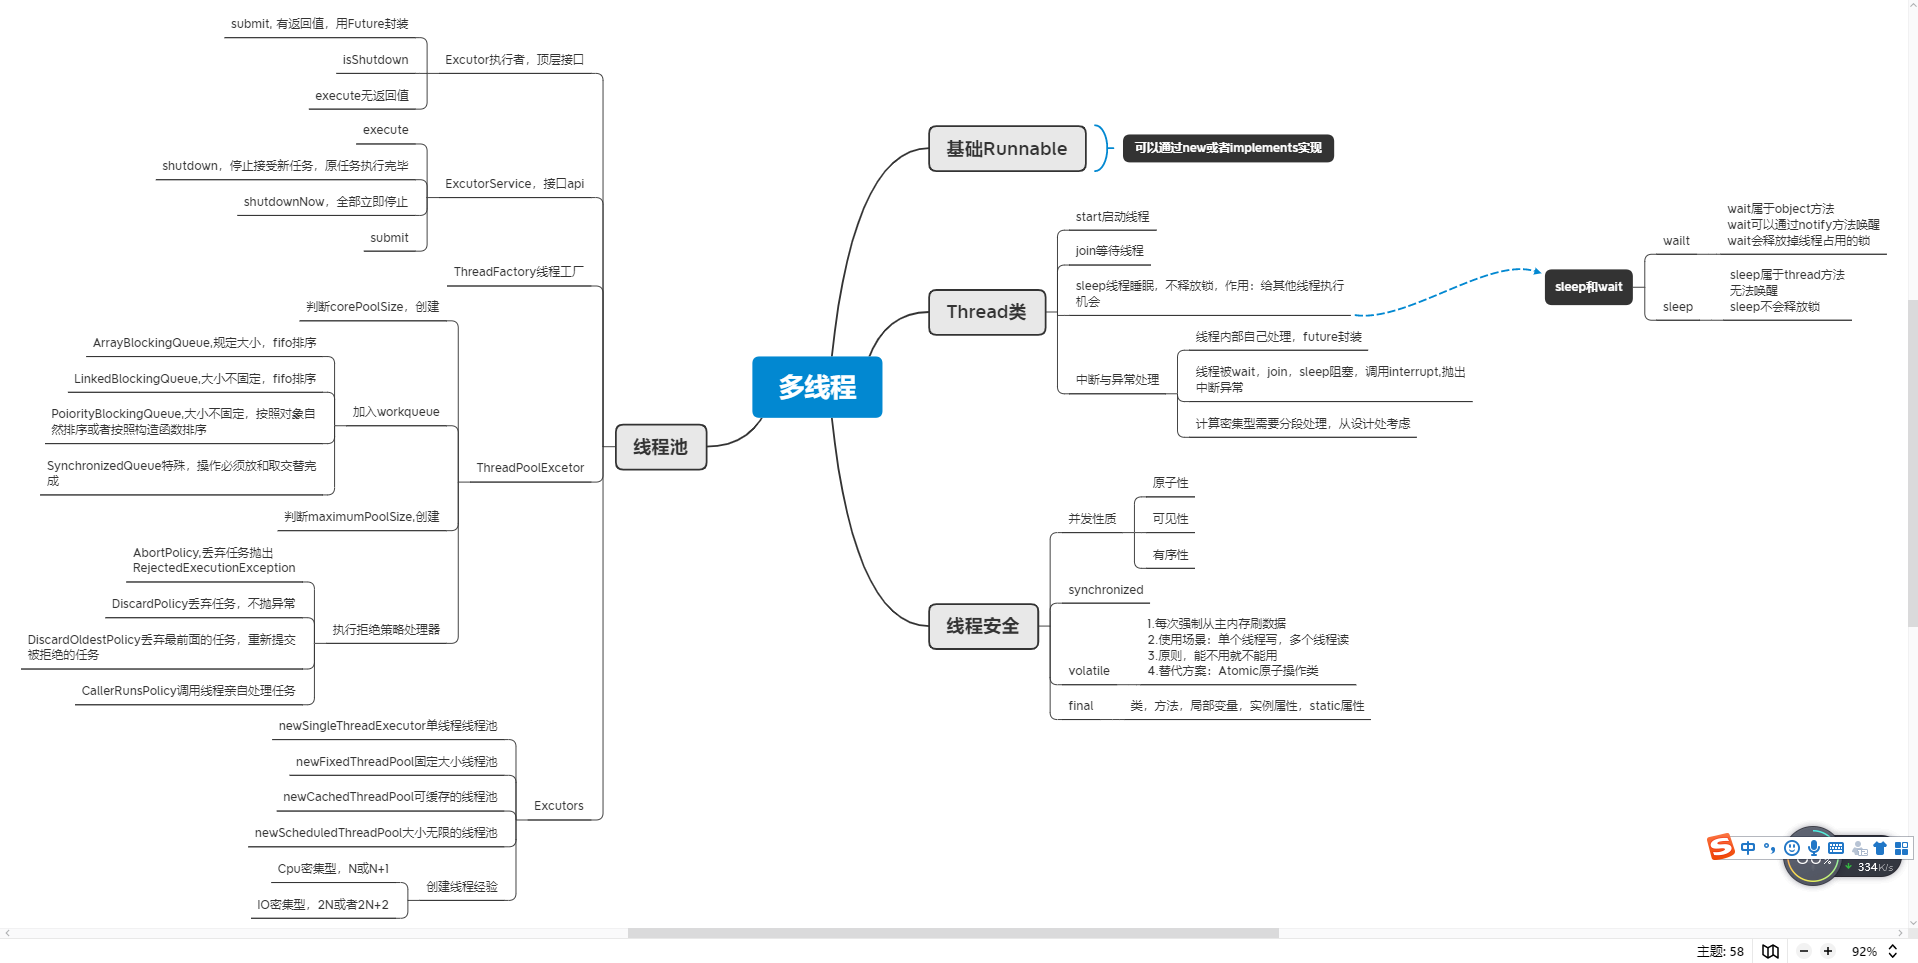 多线程
基础Runnable
可以通过new或者implements实现
Thread类
start启动线程
join等待线程
sleep线程睡眠，不释放锁，作用：给其他线程执行
机会
sleep和wait
wailt
wait属于object方法
wait可以通过notify方法唤醒
wait会释放掉线程占用的锁
sleep
sleep属于thread方法
无法唤醒
sleep不会释放锁
中断与异常处理
线程内部自己处理，future封装
线程被wait，join，sleep阻塞，调用interrupt,抛出
中断异常
计算密集型需要分段处理，从设计处考虑
线程安全
并发性质
原子性
可见性
有序性
synchronized
volatile
1.每次强制从主内存刷数据
2.使用场景：单个线程写，多个线程读
3.原则，能不用就不能用
4.替代方案：Atomic原子操作类
final
类，方法，局部变量，实例属性，static属性
线程池
Excutor执行者，顶层接口
submit, 有返回值，用Future封装
isShutdown
execute无返回值
ExcutorService，接口api
execute
shutdown，停止接受新任务，原任务执行完毕
shutdownNow，全部立即停止
submit
ThreadFactory线程工厂
ThreadPoolExcetor
判断corePoolSize，创建
加入workqueue
ArrayBlockingQueue,规定大小，fifo排序
LinkedBlockingQueue,大小不固定，fifo排序
PoiorityBlockingQueue,大小不固定，按照对象自
然排序或者按照构造函数排序
SynchronizedQueue特殊，操作必须放和取交替完
成
判断maximumPoolSize,创建
执行拒绝策略处理器
AbortPolicy,丢弃任务抛出
RejectedExecutionException
DiscardPolicy丢弃任务，不抛异常
DiscardOldestPolicy丢弃最前面的任务，重新提交
被拒绝的任务
CallerRunsPolicy调用线程亲自处理任务
Excutors
newSingleThreadExecutor单线程线程池
newFixedThreadPool固定大小线程池
newCachedThreadPool可缓存的线程池
newScheduledThreadPool大小无限的线程池
创建线程经验
Cpu密集型，N或N+1
IO密集型，2N或者2N+2
中
334K/s
主题: 58
92%